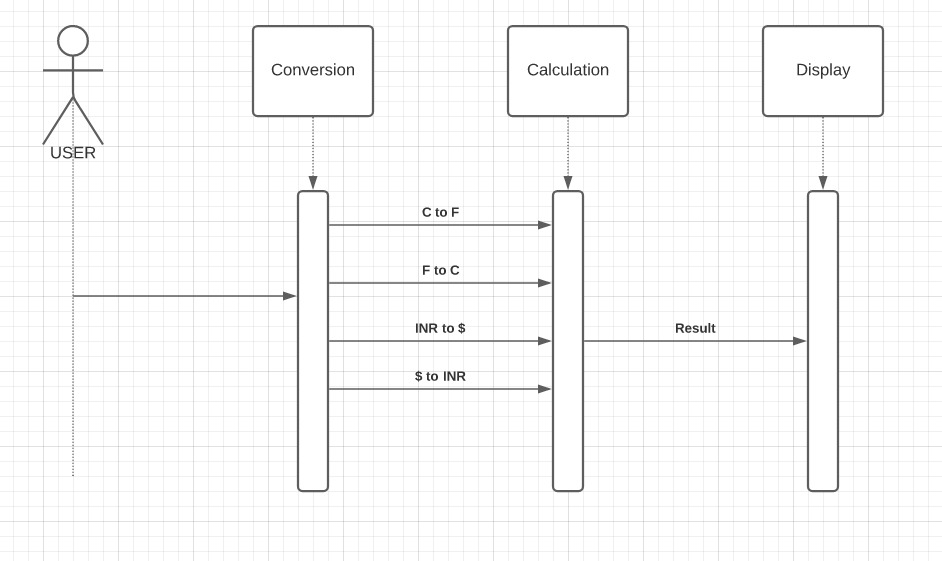 Conversion
Calculation
Display
USER
C to F
F to C
INR to $
Result
$ to INR